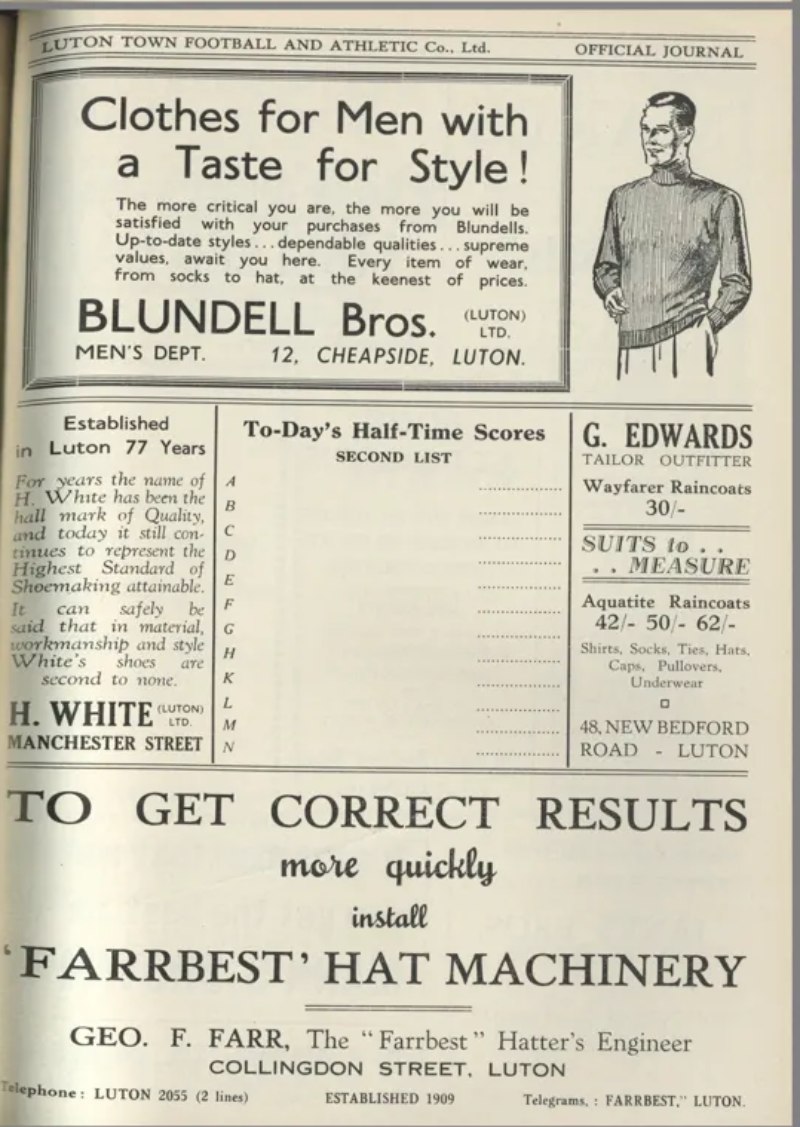 LUTON TOWN FOOTBALL AND ATHLETIC Co., Ltd.
OFFICIAL JOURNAL
Clothes for Men with
a Taste for Style!
The more critical you are, the more you will be
satisfied with your purchases from Blundells.
Up-to-date styles...dependable qualities...supreme
values, await you here. Every item of wear,
from socks to hat, at the keenest of prices.
BLUNDELL Bros. (LUTON) LTD.
MEN'S DEPT. 12, CHEAPSIDE, LUTON.
Established
in Luton 77 Years
For years the name of
H. White has been the
hall mark of Quality,
and today it still con-
tinues to represent the
Highest Standard of
Shoemaking attainable.
It can safely be
said that in material,
workmanship and style
White's shoes are
second to none.
H. WHITE (LUTON) LTD.
MANCHESTER STREET
To-Day's Half-Time Scores
SECOND LIST
A ....................
B ....................
C ....................
D ....................
E ....................
F ....................
G ....................
H ....................
K ....................
L ....................
M ....................
N ....................
G. EDWARDS
TAILOR OUTFITTER
Wayfarer Raincoats
30/-
SUITS to . .
. . MEASURE
Aquatite Raincoats
42/- 50/- 62/-
Shirts, Socks, Ties, Hats,
Caps, Pullovers,
Underwear
48, NEW BEDFORD
ROAD - LUTON
TO GET CORRECT RESULTS
more quickly
install
'FARRBEST' HAT MACHINERY
GEO. F. FARR, The "Farrbest" Hatter's Engineer
COLLINGDON STREET, LUTON
Telephone: LUTON 2055 (2 lines) ESTABLISHED 1909 Telegrams, : FARRBEST," LUTON.